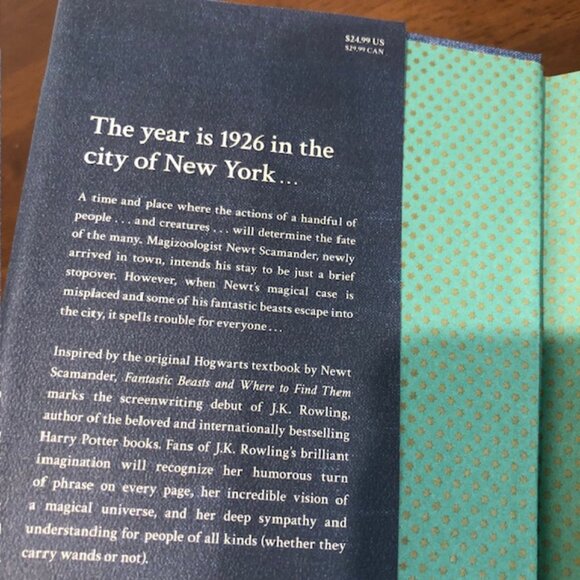 $24.99 US
$29.99 CAN
The year is 1926 in the
city of New York...
A time and place where the actions of a handful of
people . . . and creatures . . . will determine the fate
of the many. Magizoologist Newt Scamander, newly
arrived in town, intends his stay to be just a brief
stopover. However, when Newt's magical case is
misplaced and some of his fantastic beasts escape into
the city, it spells trouble for everyone . . .
Inspired by the original Hogwarts textbook by Newt
Scamander, Fantastic Beasts and Where to Find Them
marks the screenwriting debut of J.K. Rowling,
author of the beloved and internationally bestselling
Harry Potter books. Fans of J.K. Rowling's brilliant
imagination will recognize her humorous turn
of phrase on every page, her incredible vision of
a magical universe, and her deep sympathy and
understanding for people of all kinds (whether they
carry wands or not).